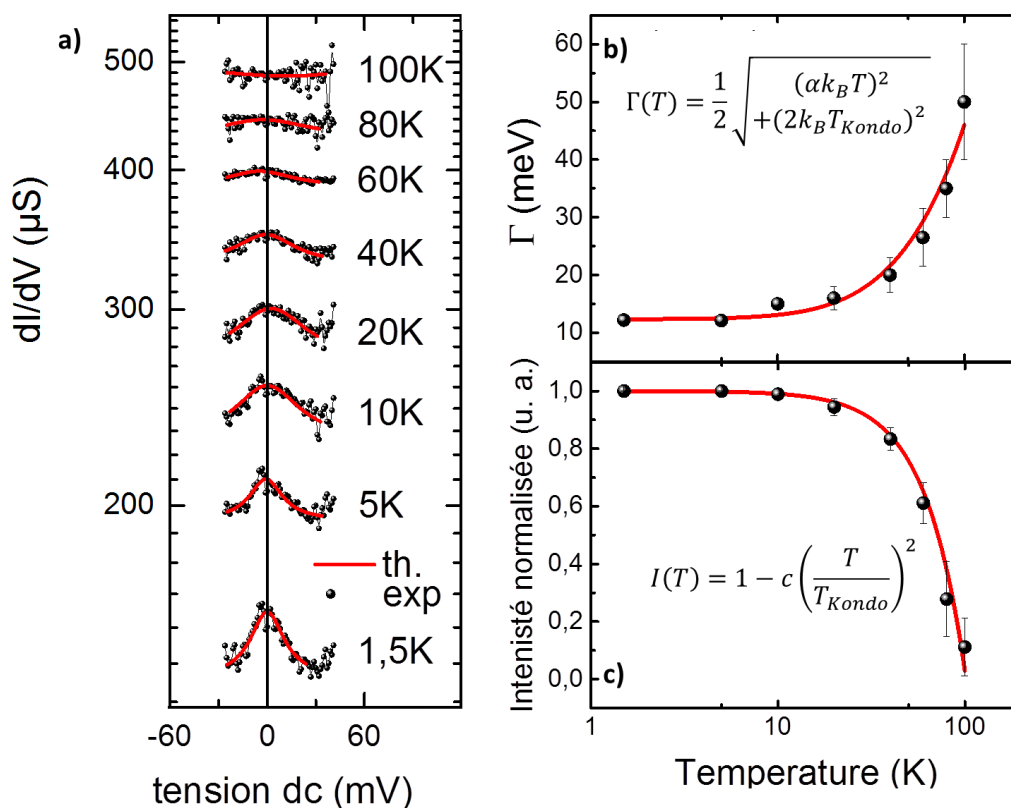 a)
dI/dV (µS)
500
400
300
200
100K
80K
60K
40K
20K
10K
5K
th.
exp
1,5K
-60
0
60
tension dc (mV)
b)
Γ (meV)
60
50
40
30
20
10
Γ(T) = 1/2 √((αk_BT)² +(2k_BT_Kondo)²)
c)
Intenisté normalisée (u. a.)
1,0
0,8
0,6
0,4
0,2
0,0
I(T) = 1 − c (T/T_Kondo)²
1
10
100
Temperature (K)